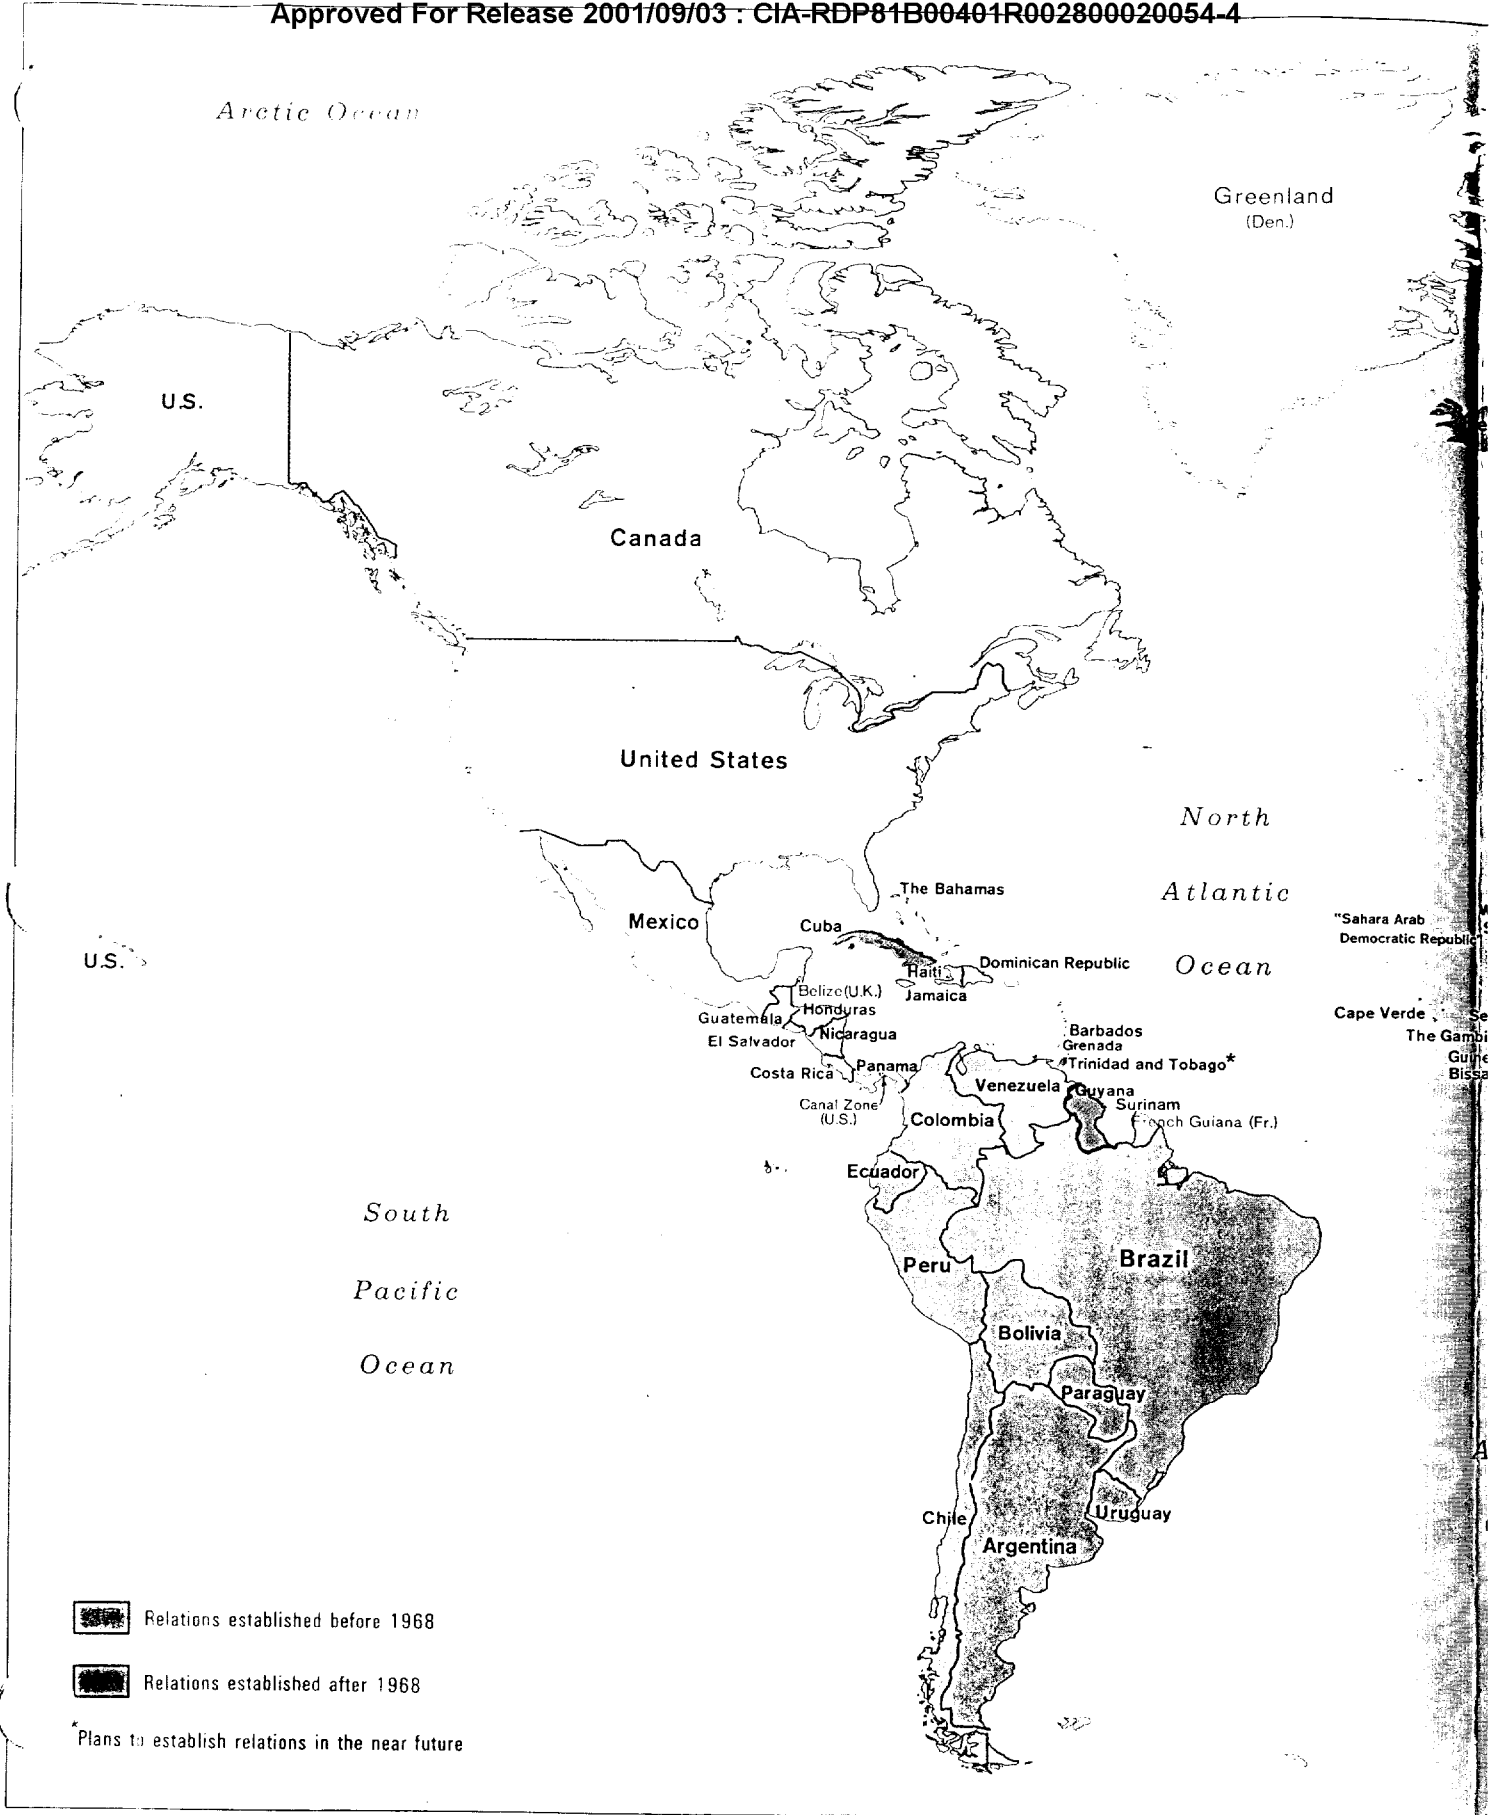 Approved For Release 2001/09/03 : CIA-RDP81B00401R002800020054-4
Arctic Ocean
Greenland
(Den.)
U.S.
Canada
United States
North
Atlantic
Ocean
The Bahamas
Mexico
Cuba
"Sahara Arab
Democratic Republic"
U.S.
Haiti
Dominican Republic
Jamaica
Belize (U.K.)
Honduras
Guatemala
El Salvador
Nicaragua
Cape Verde
The Gambi
Guine
Bissa
Barbados
Grenada
Trinidad and Tobago*
Costa Rica
Panama
Canal Zone
(U.S.)
Venezuela
Guyana
Surinam
French Guiana (Fr.)
Colombia
Ecuador
South
Pacific
Ocean
Peru
Brazil
Bolivia
Paraguay
Chile
Uruguay
Argentina
Relations established before 1968
Relations established after 1968
*Plans to establish relations in the near future